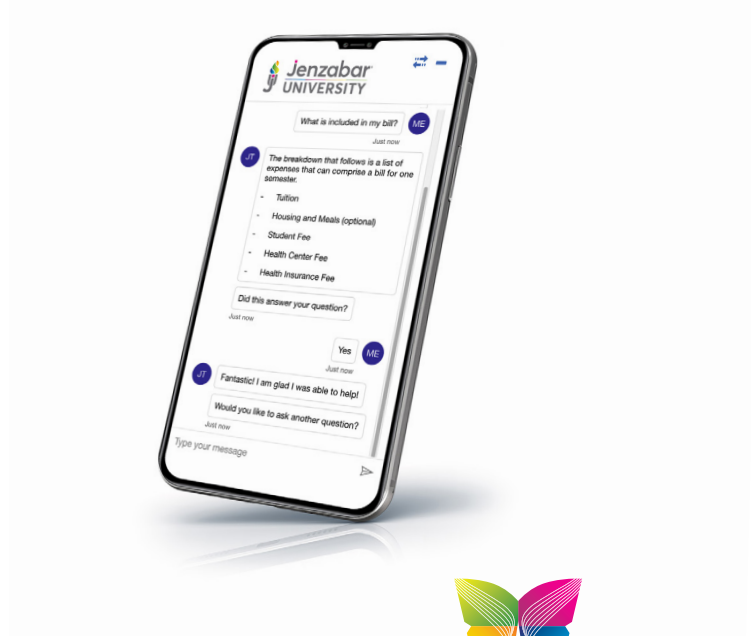 Jenzabar
UNIVERSITY
What is included in my bill?
ME
Just now
JT
The breakdown that follows is a list of
expenses that can comprise a bill for one
semester.
- Tuition
- Housing and Meals (optional)
- Student Fee
- Health Center Fee
- Health Insurance Fee
Did this answer your question?
Just now
Yes
ME
Just now
JT
Fantastic! I am glad I was able to help!
Would you like to ask another question?
Just now
Type your message